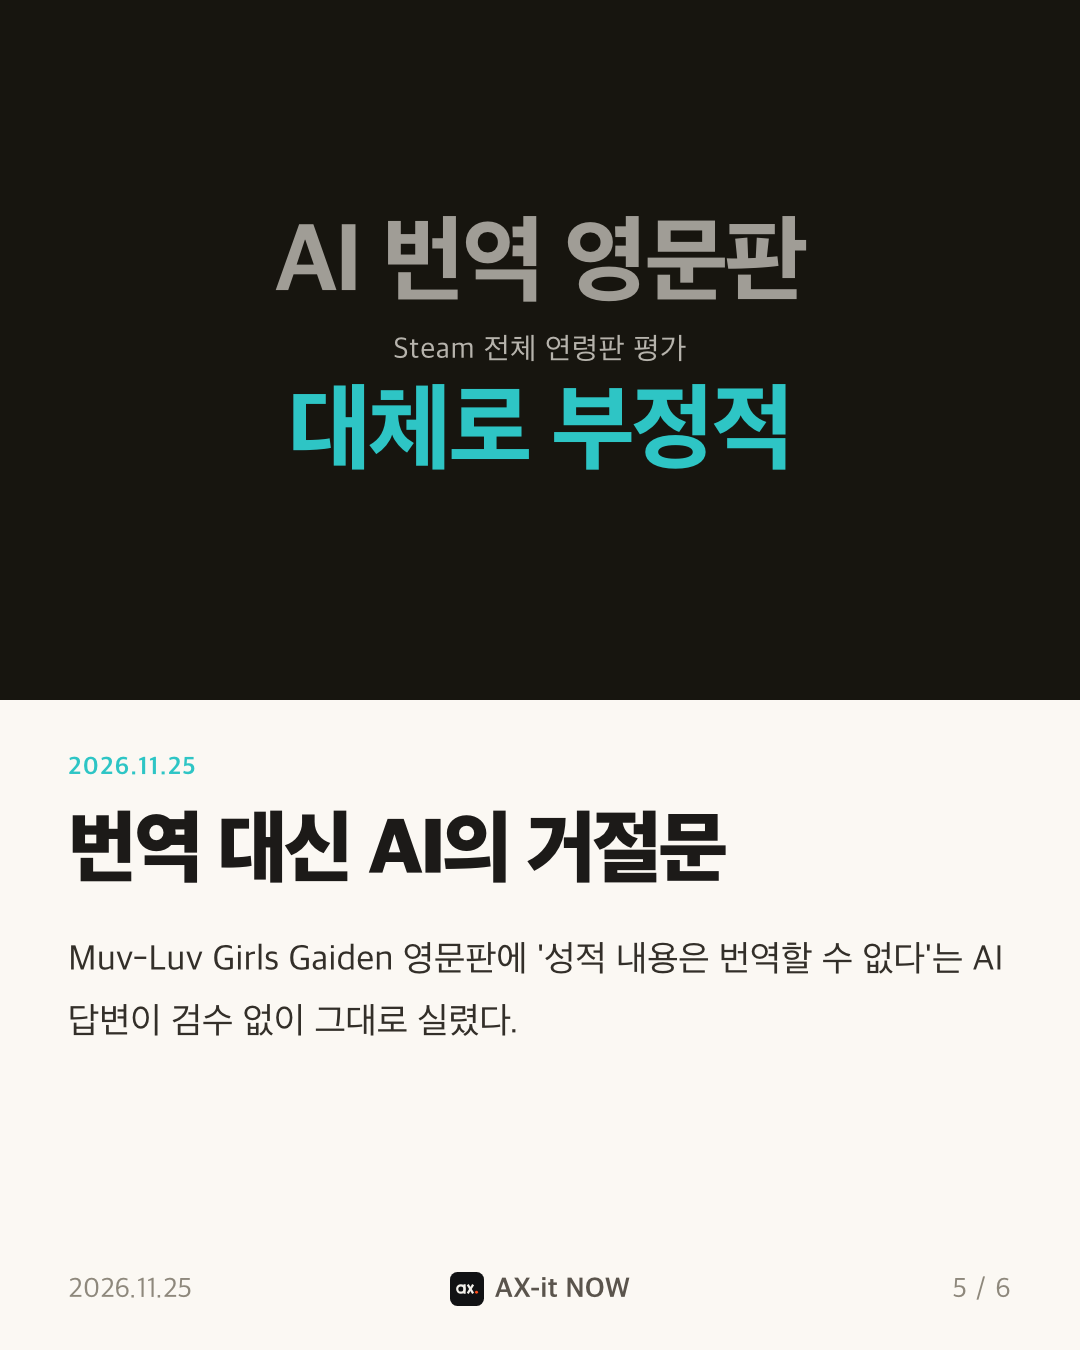 AI 번역 영문판
Steam 전체 연령판 평가
대체로 부정적
2026.11.25
번역 대신 AI의 거절문
Muv-Luv Girls Gaiden 영문판에 '성적 내용은 번역할 수 없다'는 AI
답변이 검수 없이 그대로 실렸다.
2026.11.25
ax. AX-it NOW
5 / 6